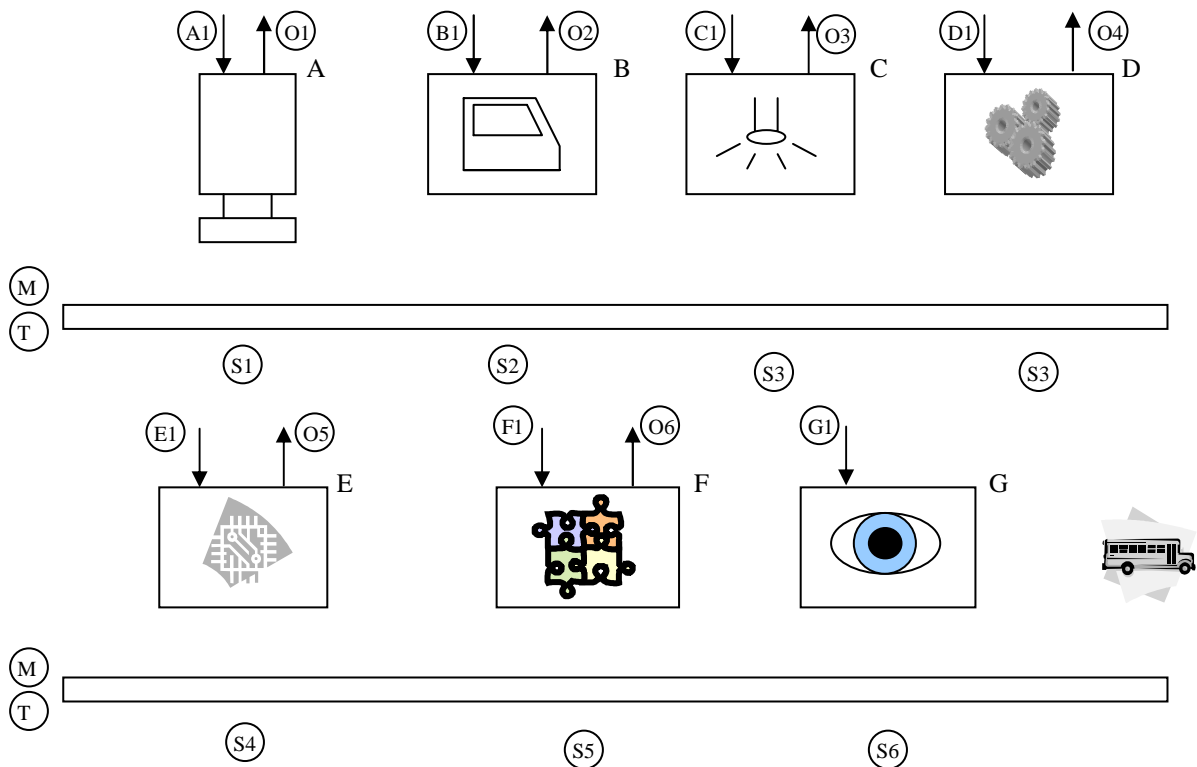 A1 O1 B1 O2 C1 O3 D1 O4
A B C D
M
T
S1 S2 S3 S3
E1 O5 F1 O6 G1
E F G
M
T
S4 S5 S6